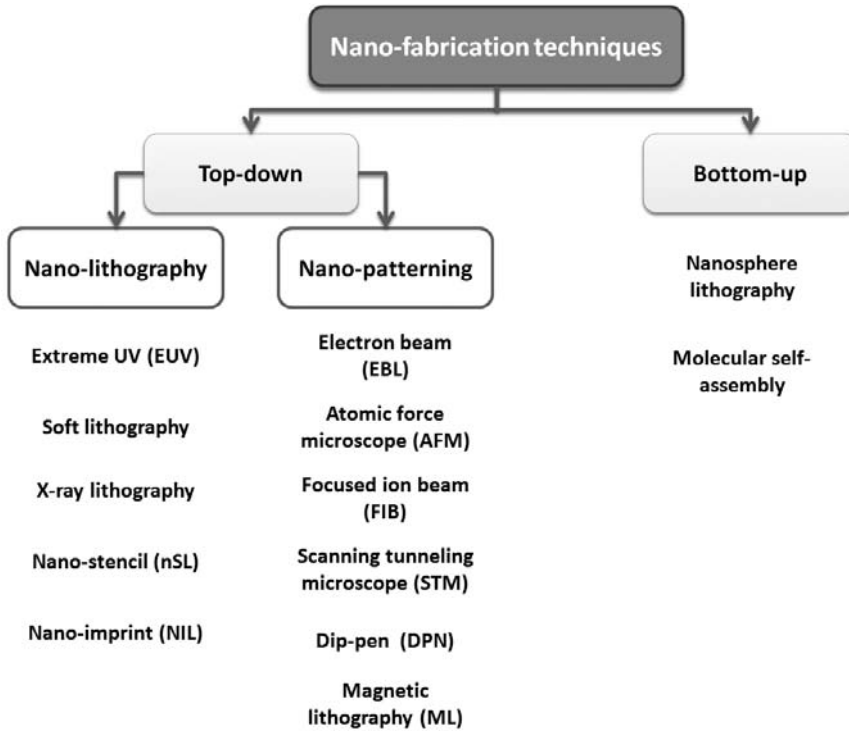 Nano-fabrication techniques
Top-down
Bottom-up
Nano-lithography
Nano-patterning
Extreme UV (EUV)
Soft lithography
X-ray lithography
Nano-stencil (nSL)
Nano-imprint (NIL)
Electron beam
(EBL)
Atomic force
microscope (AFM)
Focused ion beam
(FIB)
Scanning tunneling
microscope (STM)
Dip-pen (DPN)
Magnetic
lithography (ML)
Nanosphere
lithography
Molecular self-
assembly